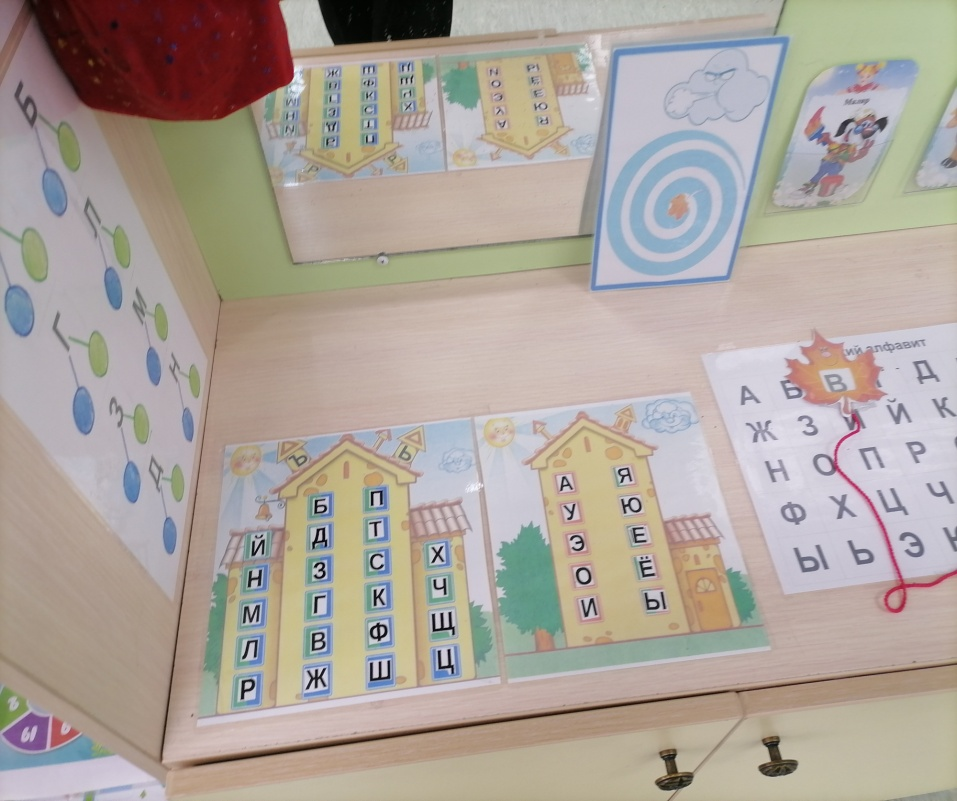 Б
П
М
Г
З
Д
Маляр
Ъ Ь
Й Н М Л Р
Б Д З Г В Ж
П Т С К Ф Ш
Х Ч Щ Ц
А У Э О И
Я Ю Е Ё Ы
алфавит
А Б В Д
Ж З И Й К
Н О П Р
Ф Х Ц Ч
Ы Ь Э